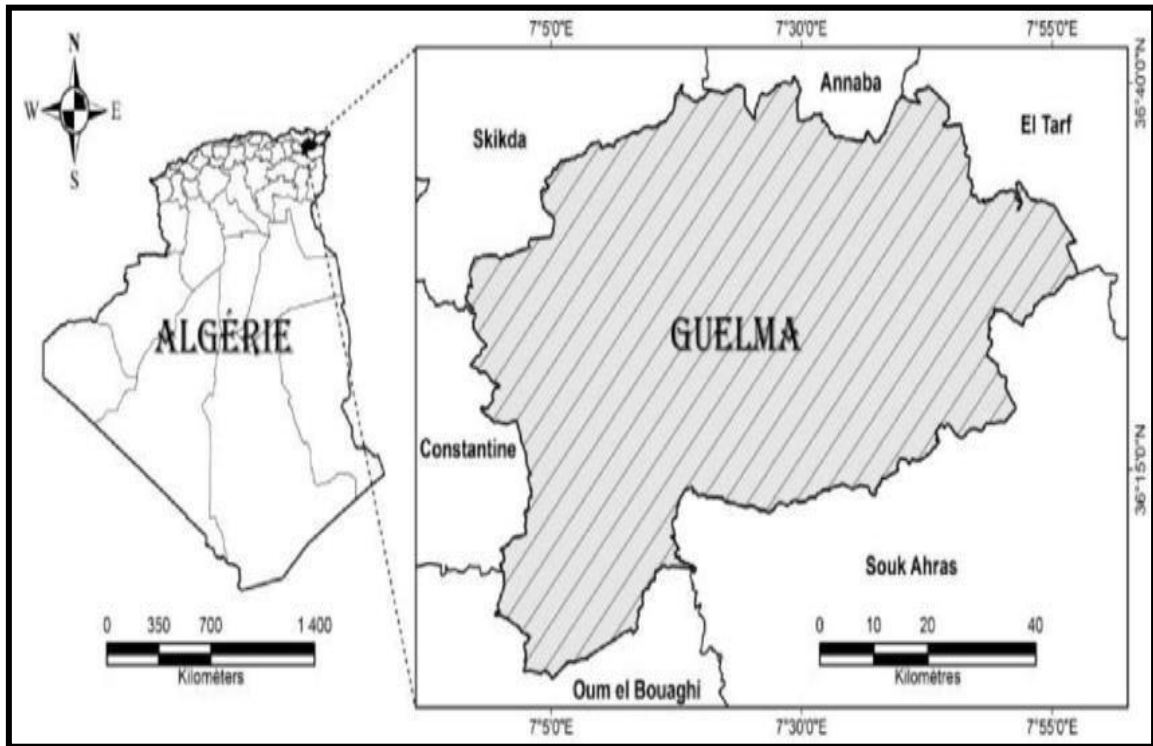 N
W E
S
ALGÉRIE
0 350 700 1 400
Kilomèters
7°5'0"E 7°30'0"E 7°55'0"E
36°40'0"N
36°15'0"N
Annaba
El Tarf
Skikda
GUELMA
Constantine
Souk Ahras
Oum el Bouaghi
0 10 20 40
Kilomètres
7°5'0"E 7°30'0"E 7°55'0"E